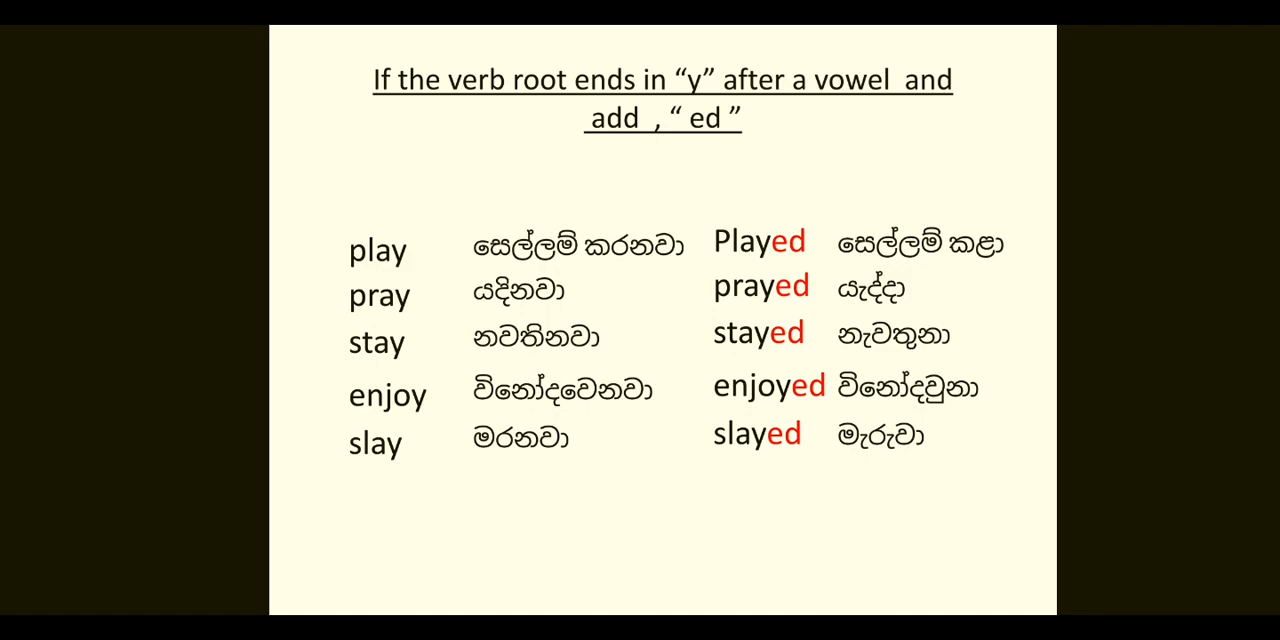 If the verb root ends in “y” after a vowel and
add , “ ed ”
play සෙල්ලම් කරනවා Played සෙල්ලම් කළා
pray යදිනවා prayed යැද්දා
stay නවතිනවා stayed නැවතුනා
enjoy විනෝදවෙනවා enjoyed විනෝදවුනා
slay මරනවා slayed මැරුවා